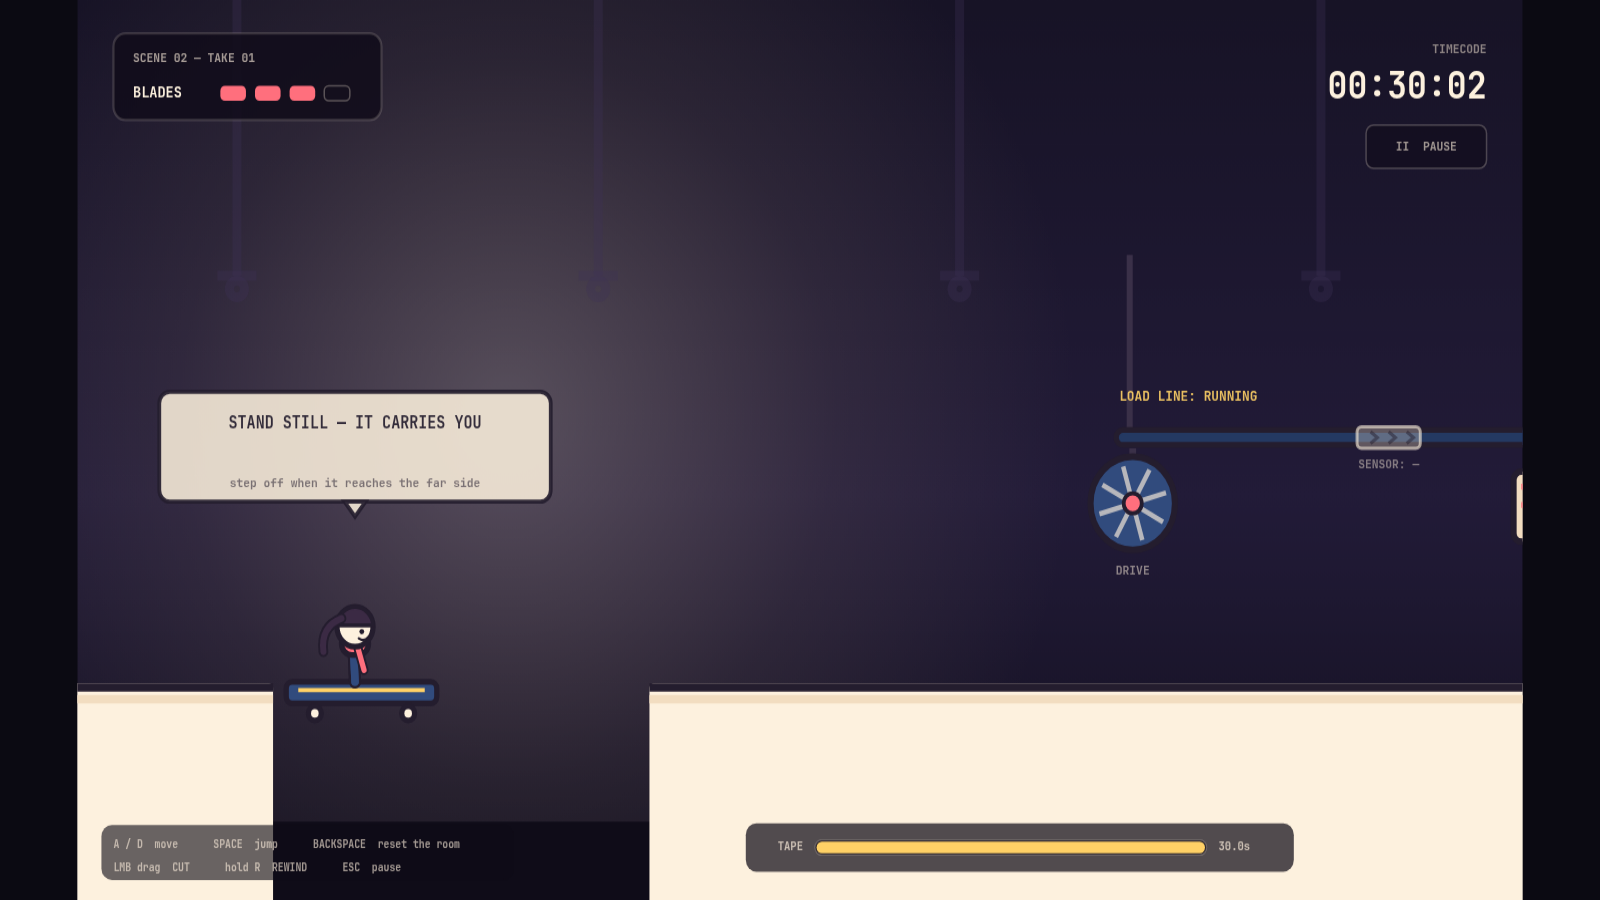 SCENE 02 — TAKE 01
BLADES
TIMECODE
00:30:02
II PAUSE
LOAD LINE: RUNNING
SENSOR: —
DRIVE
STAND STILL — IT CARRIES YOU
step off when it reaches the far side
A / D move SPACE jump BACKSPACE reset the room
LMB drag CUT hold R REWIND ESC pause
TAPE 30.0s